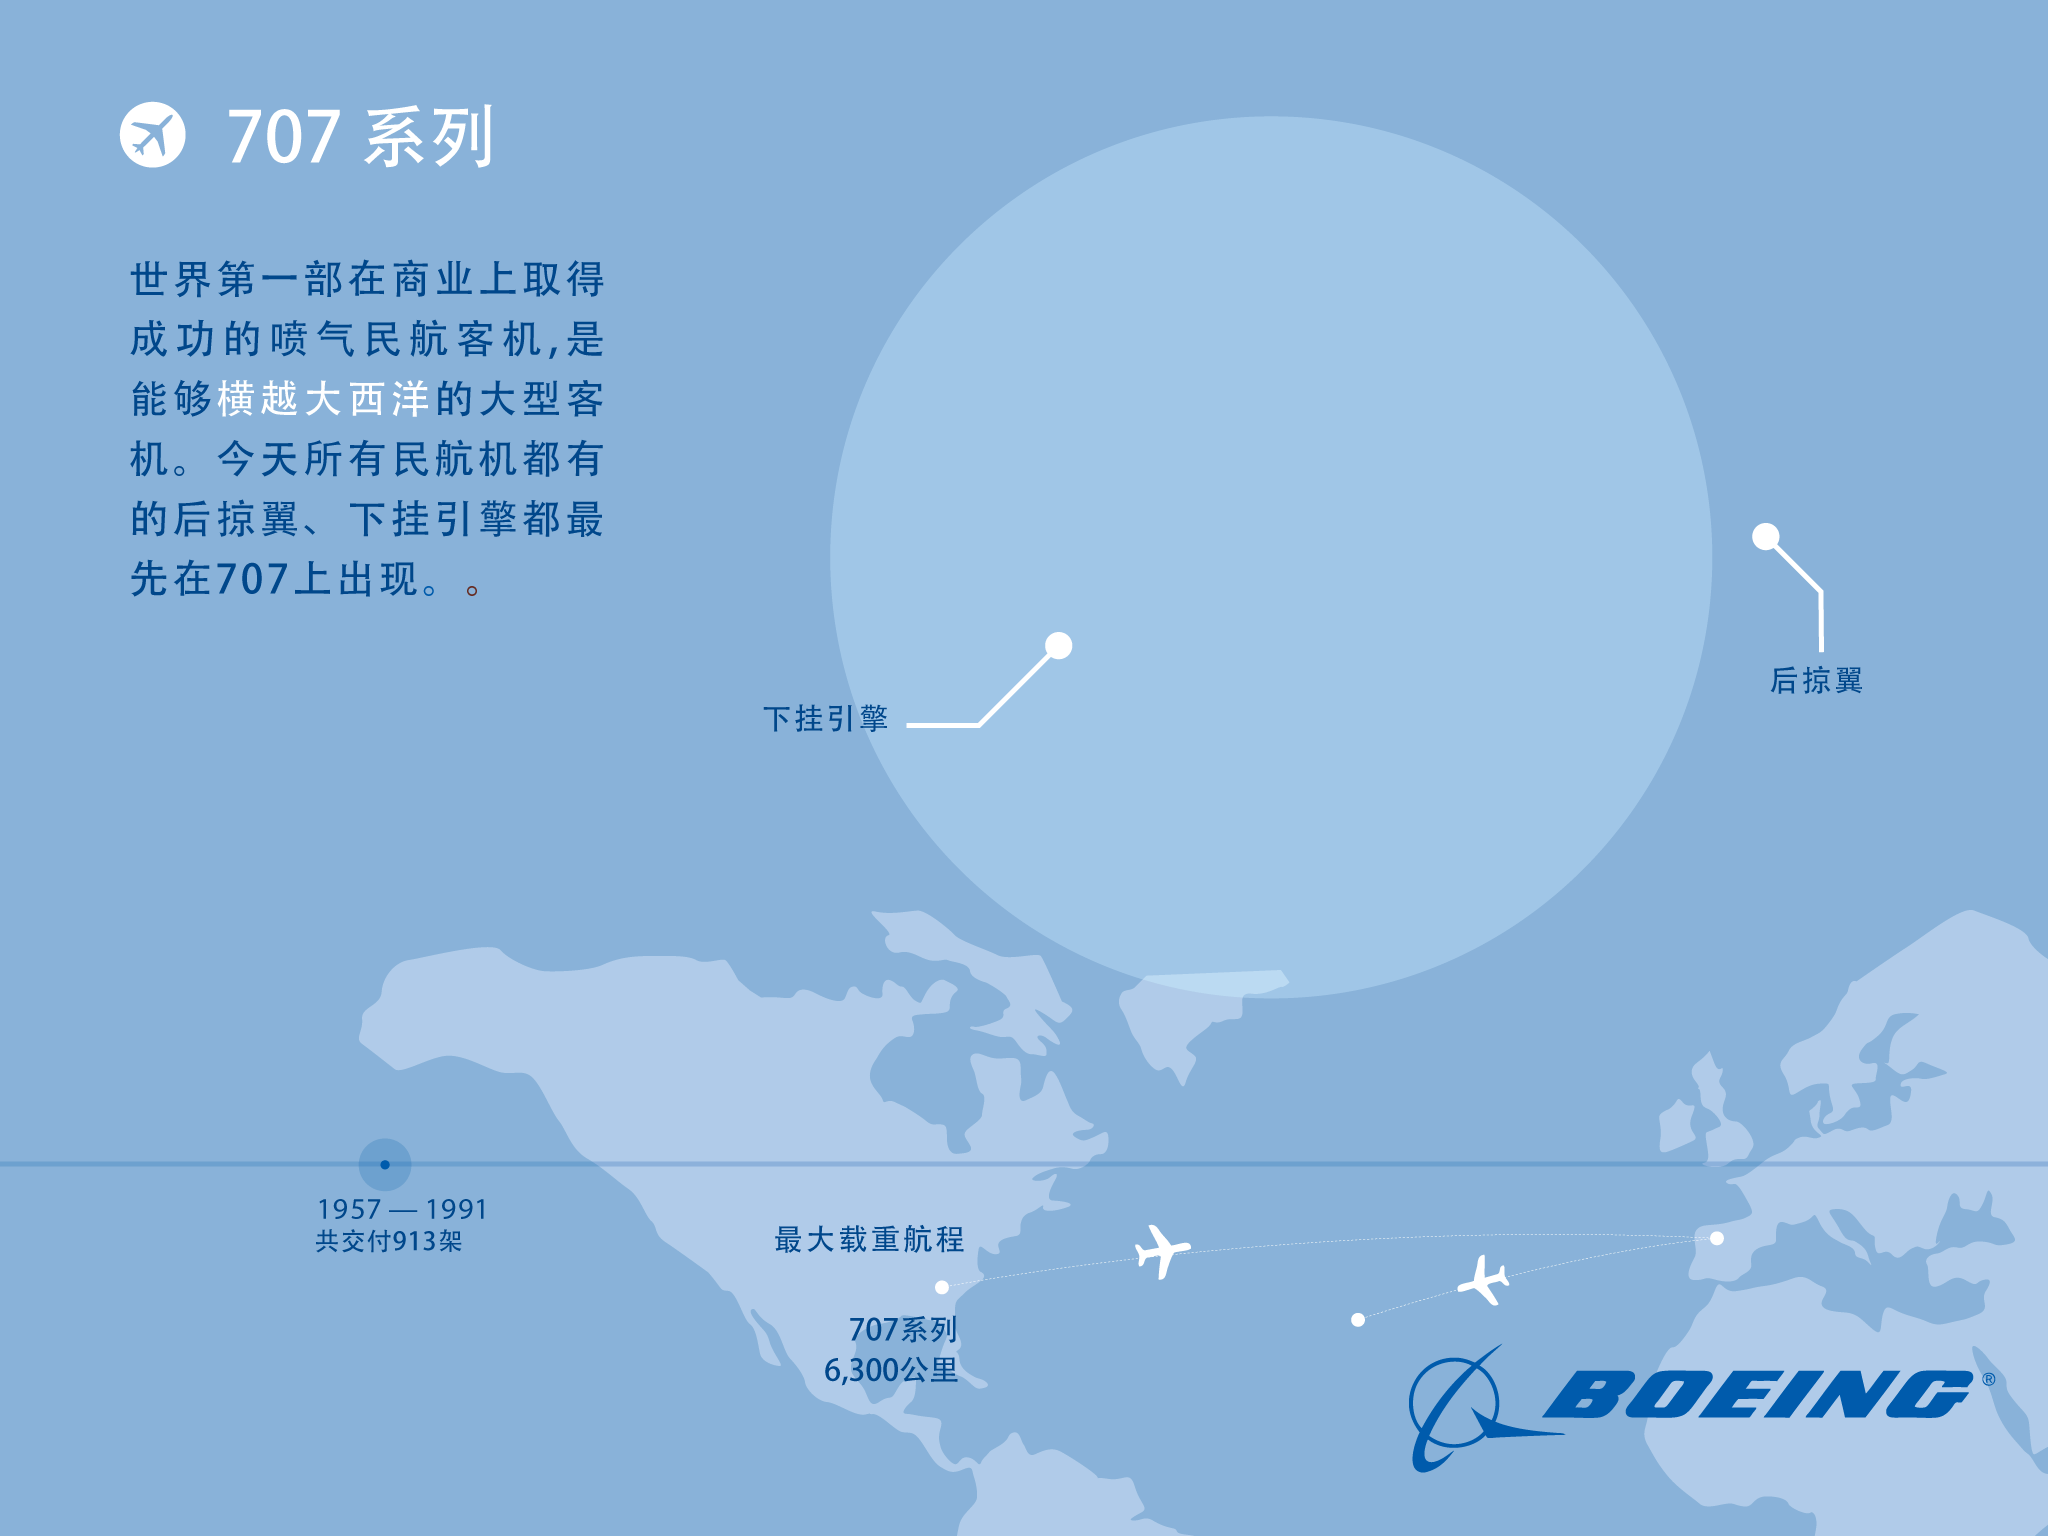 707 系列
世界第一部在商业上取得
成功的喷气民航客机,是
能够横越大西洋的大型客
机。今天所有民航机都有
的后掠翼、下挂引擎都最
先在707上出现。。
后掠翼
下挂引擎
1957 — 1991
共交付913架
最大载重航程
707系列
6,300公里
BOEING®